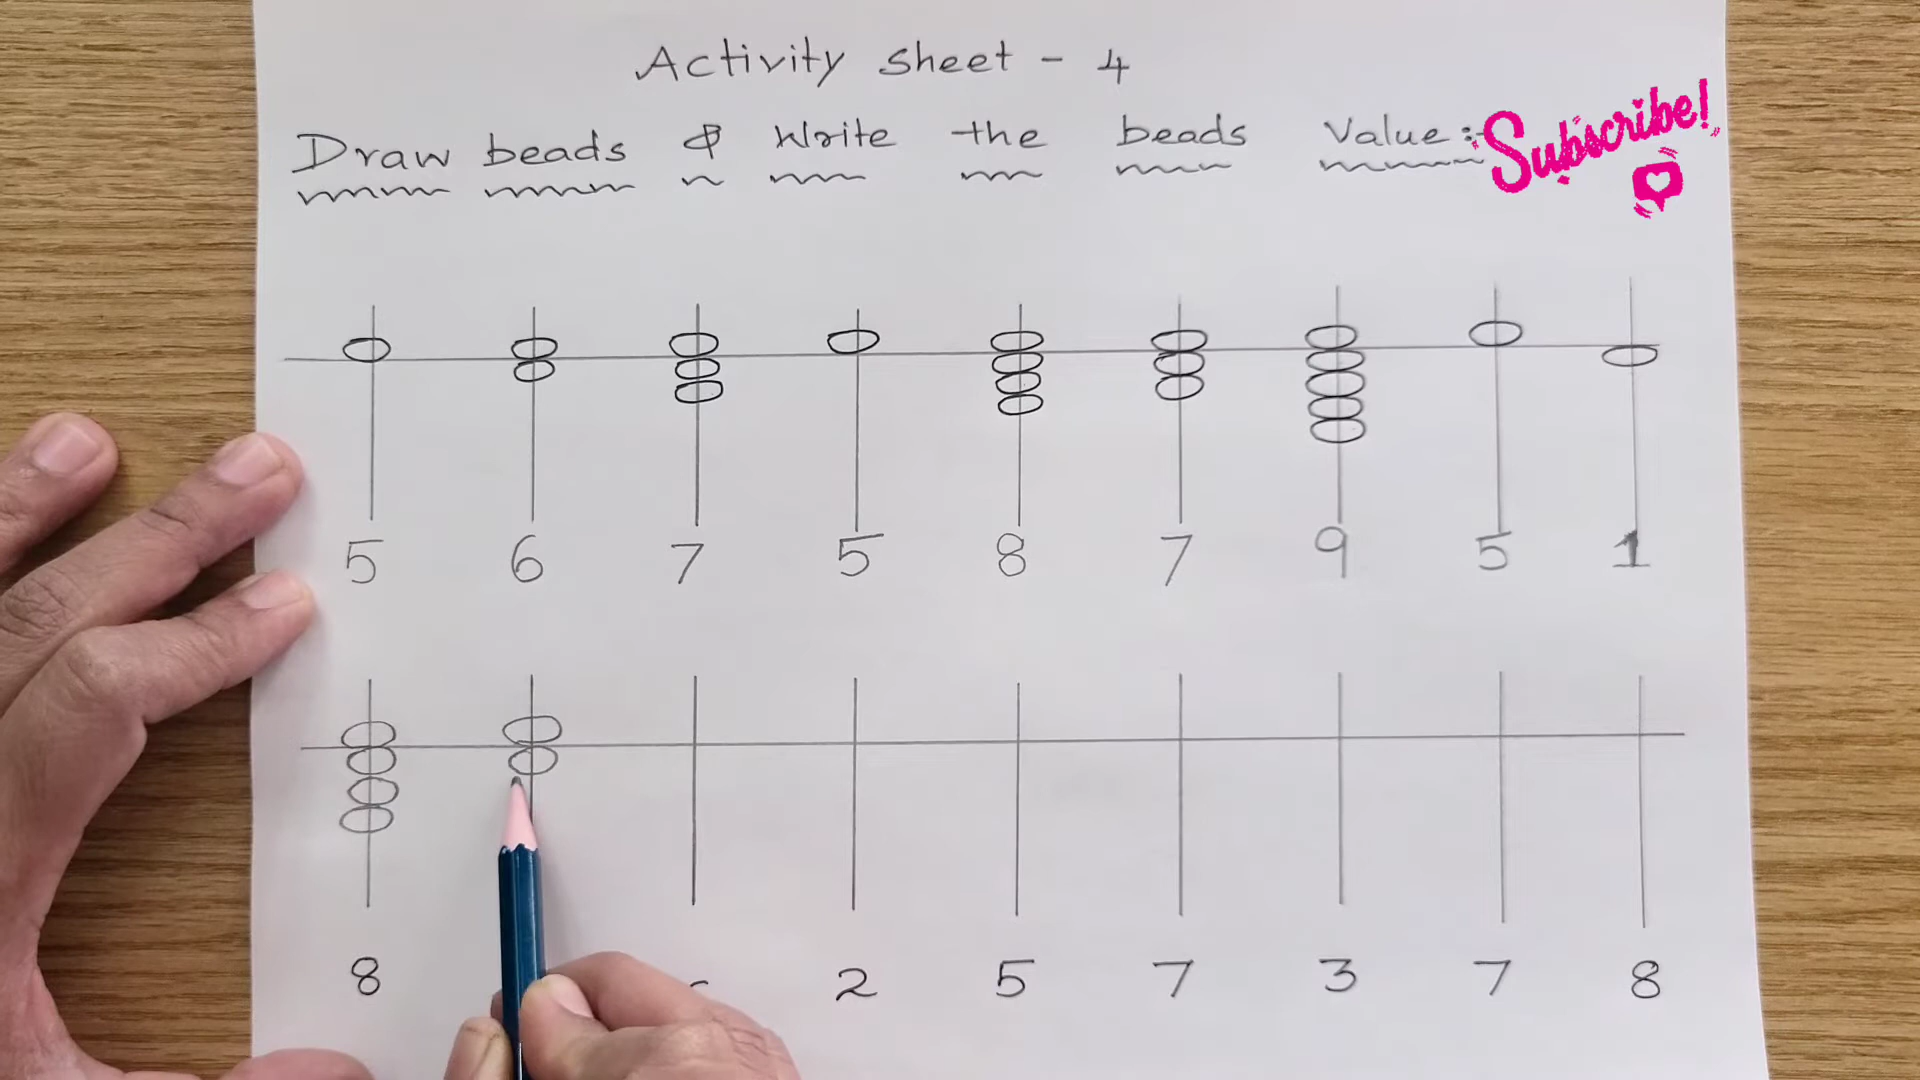 Activity Sheet - 4
Draw beads & Write the beads Value :-
Subscribe!
5 6 7 5 8 7 9 5 1
8 2 5 7 3 7 8